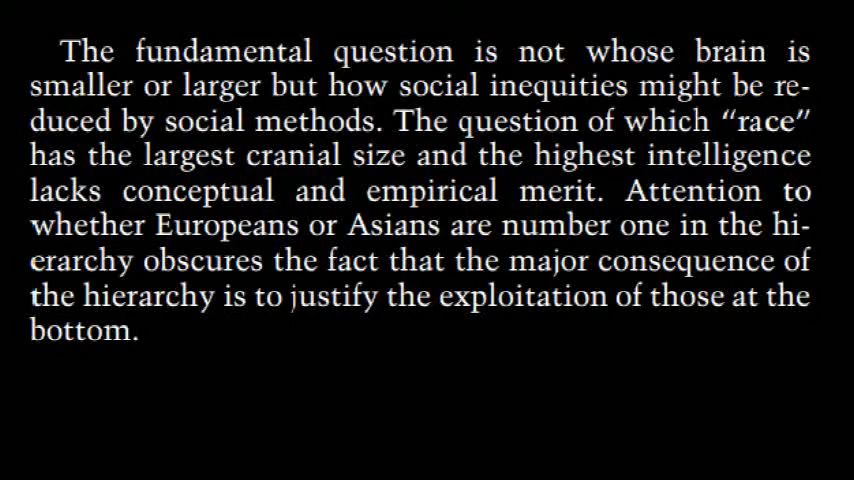 The fundamental question is not whose brain is
smaller or larger but how social inequities might be re-
duced by social methods. The question of which “race”
has the largest cranial size and the highest intelligence
lacks conceptual and empirical merit. Attention to
whether Europeans or Asians are number one in the hi-
erarchy obscures the fact that the major consequence of
the hierarchy is to justify the exploitation of those at the
bottom.